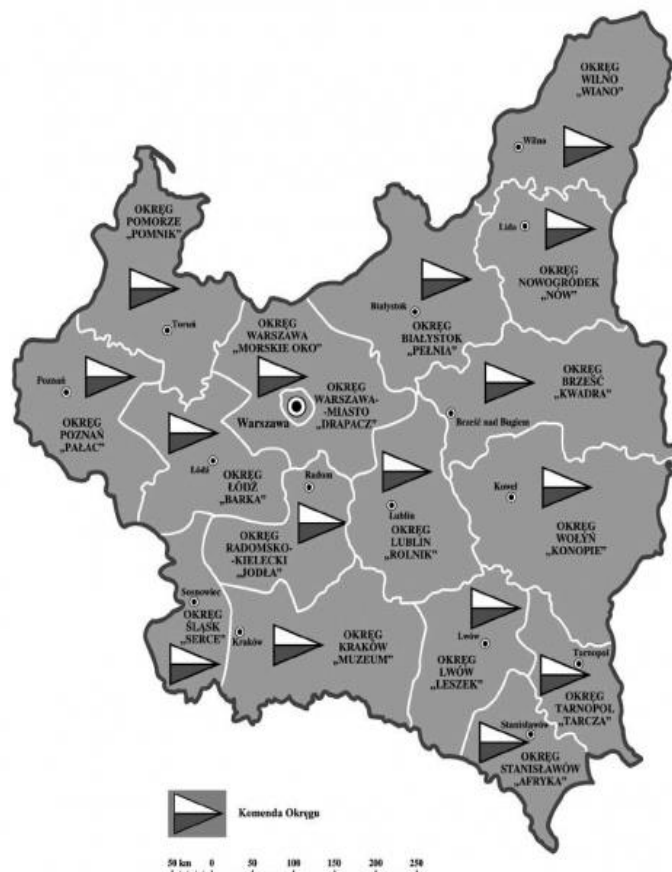 OKRĘG
WILNO
„WIANO”
Wilno
OKRĘG
POMORZE
„POMNIK”
Toruń
Lida
OKRĘG
NOWOGRÓDEK
„NÓW”
Białystok
OKRĘG
BIAŁYSTOK
„PEŁNIA”
OKRĘG
WARSZAWA
„MORSKIE OKO”
OKRĘG
WARSZAWA-
-MIASTO
„DRAPACZ”
Warszawa
Poznań
OKRĘG
POZNAŃ
„PAŁAC”
OKRĘG
BRZEŚĆ
„KWADRA”
Brześć nad Bugiem
Łódź
OKRĘG
ŁÓDŹ
„BARKA”
Radom
OKRĘG
RADOMSKO-
-KIELECKI
„JODŁA”
Lublin
OKRĘG
LUBLIN
„ROLNIK”
Kowel
OKRĘG
WOŁYŃ
„KONOPIE”
Sosnowiec
OKRĘG
ŚLĄSK
„SERCE”
Kraków
OKRĘG
KRAKÓW
„MUZEUM”
Lwów
OKRĘG
LWÓW
„LESZEK”
Tarnopol
OKRĘG
TARNOPOL
„TARCZA”
Stanisławów
OKRĘG
STANISŁAWÓW
„AFRYKA”
Komenda Okręgu
50 km 0 50 100 150 200 250